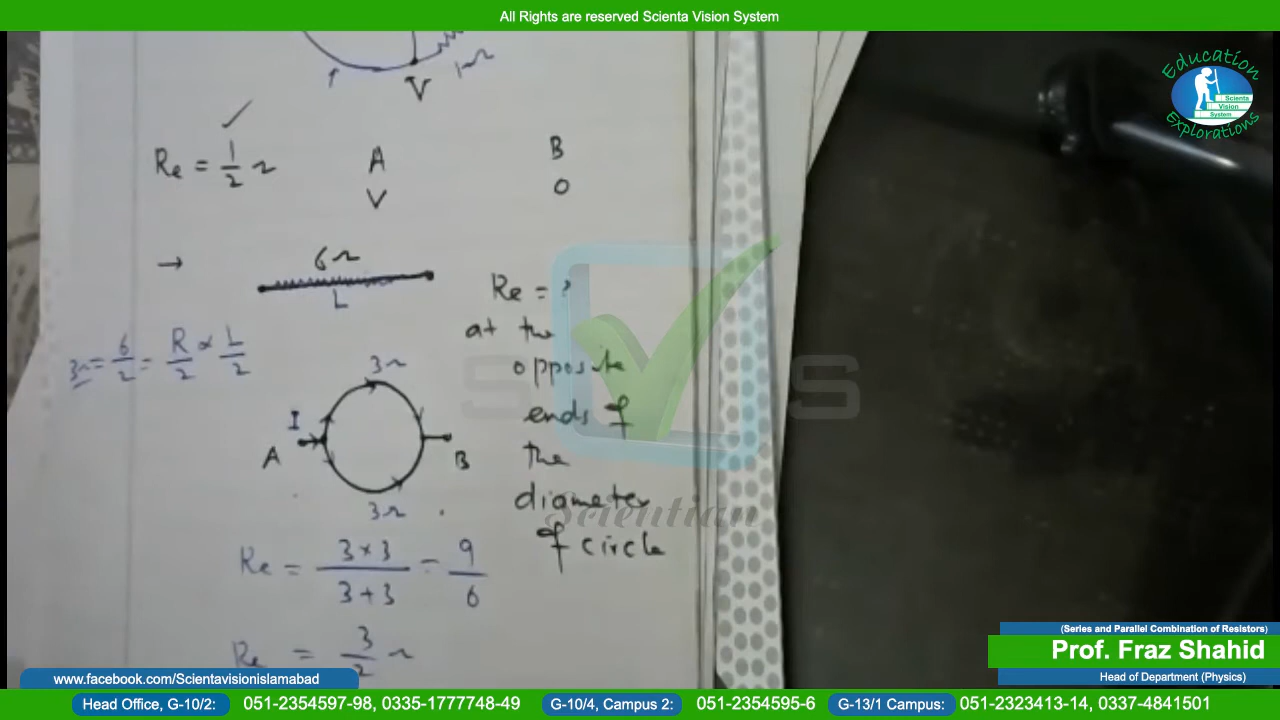 All Rights are reserved Scienta Vision System
Education
Scienta
Vision
System
Explorations
1Ω
V
Re = 1/2 Ω
A
B
V
0
→
6Ω
L
Re = ?
at the
opposite
ends of
the
diameter
of circle
3Ω = 6/2 = R/2 ∝ L/2
3Ω
I
A
B
3Ω
Re = 3×3/3+3 = 9/6
Re = 3/2 Ω
S V S
Scientian
(Series and Parallel Combination of Resistors)
Prof. Fraz Shahid
Head of Department (Physics)
www.facebook.com/Scientavisionislamabad
Head Office, G-10/2: 051-2354597-98, 0335-1777748-49 G-10/4, Campus 2: 051-2354595-6 G-13/1 Campus: 051-2323413-14, 0337-4841501